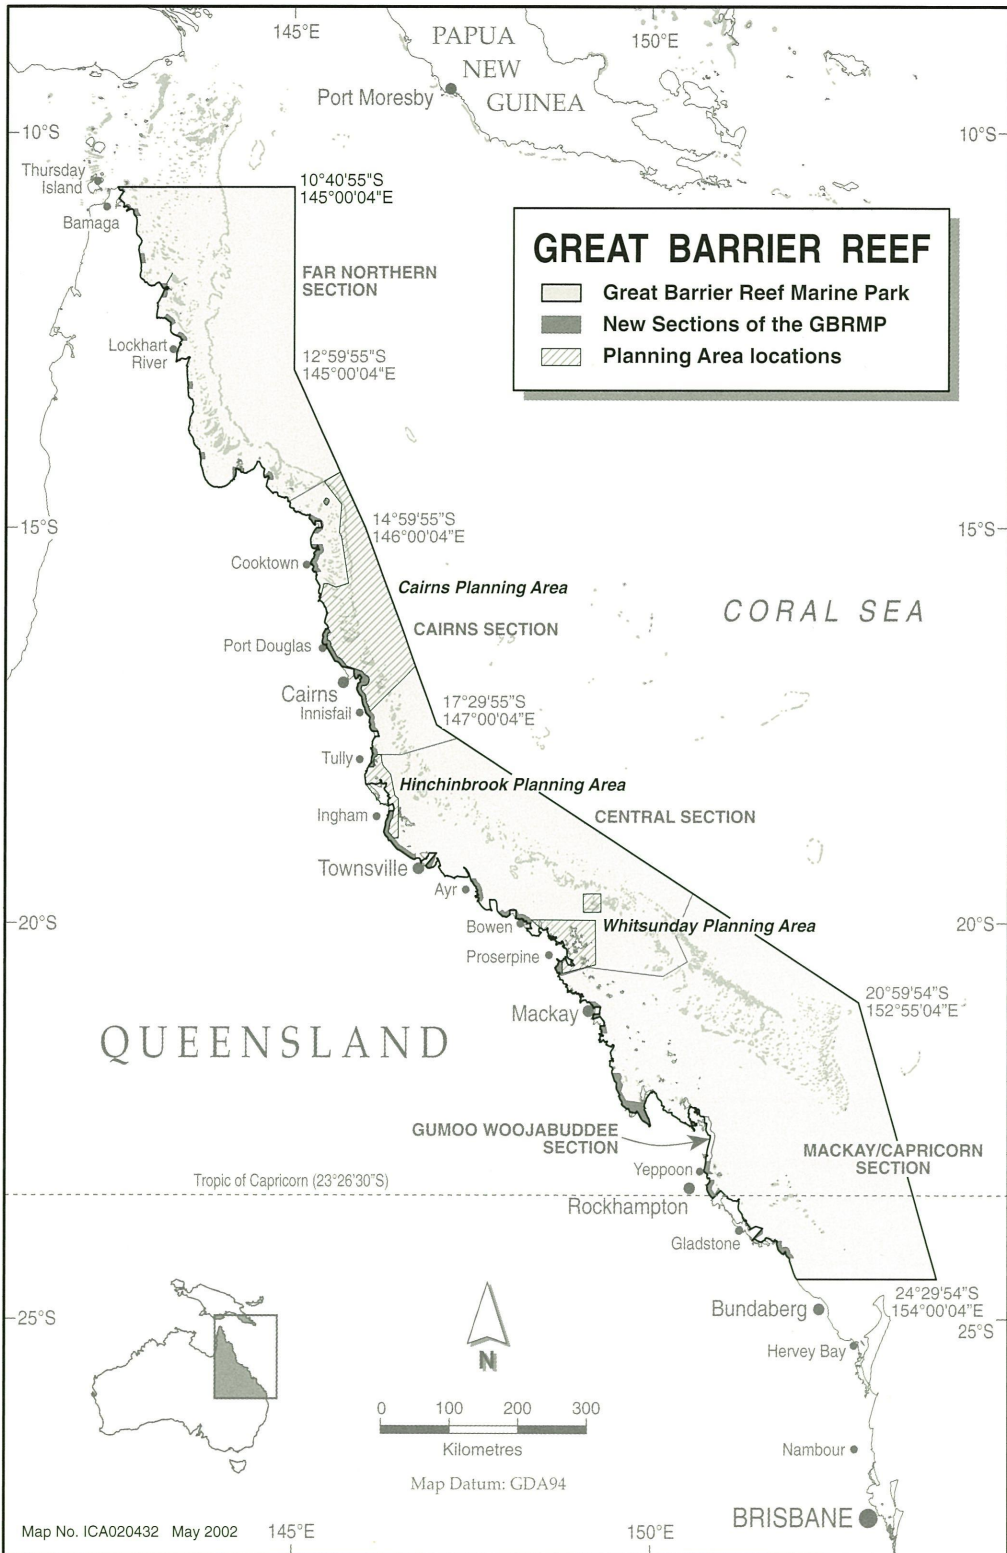 145°E
150°E
PAPUA
NEW
GUINEA
Port Moresby
10°S
10°S
Thursday
Island
Bamaga
10°40'55"S
145°00'04"E
GREAT BARRIER REEF
Great Barrier Reef Marine Park
New Sections of the GBRMP
Planning Area locations
FAR NORTHERN
SECTION
Lockhart
River
12°59'55"S
145°00'04"E
15°S
15°S
14°59'55"S
146°00'04"E
Cooktown
Cairns Planning Area
CORAL SEA
CAIRNS SECTION
Port Douglas
Cairns
Innisfail
17°29'55"S
147°00'04"E
Tully
Hinchinbrook Planning Area
Ingham
CENTRAL SECTION
Townsville
Ayr
20°S
20°S
Bowen
Whitsunday Planning Area
Proserpine
20°59'54"S
152°55'04"E
Mackay
QUEENSLAND
GUMOO WOOJABUDDEE
SECTION
MACKAY/CAPRICORN
SECTION
Yeppoon
Tropic of Capricorn (23°26'30"S)
Rockhampton
Gladstone
24°29'54"S
154°00'04"E
25°S
25°S
Bundaberg
Hervey Bay
N
0 100 200 300
Kilometres
Map Datum: GDA94
Nambour
BRISBANE
Map No. ICA020432 May 2002
145°E
150°E